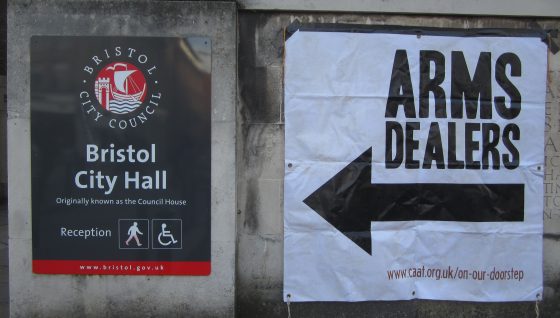 BRISTOL
CITY COUNCIL
Bristol
City Hall
Originally known as the Council House
Reception
www.bristol.gov.uk
ARMS
DEALERS
www.caat.org.uk/on-our-doorstep